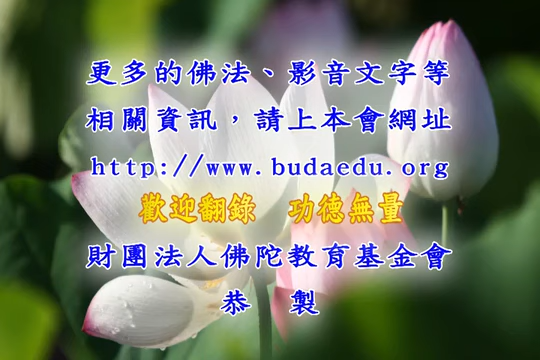 更多的佛法、影音文字等
相關資訊，請上本會網址
http://www.budaedu.org
歡迎翻錄　功德無量
財團法人佛陀教育基金會
恭　製